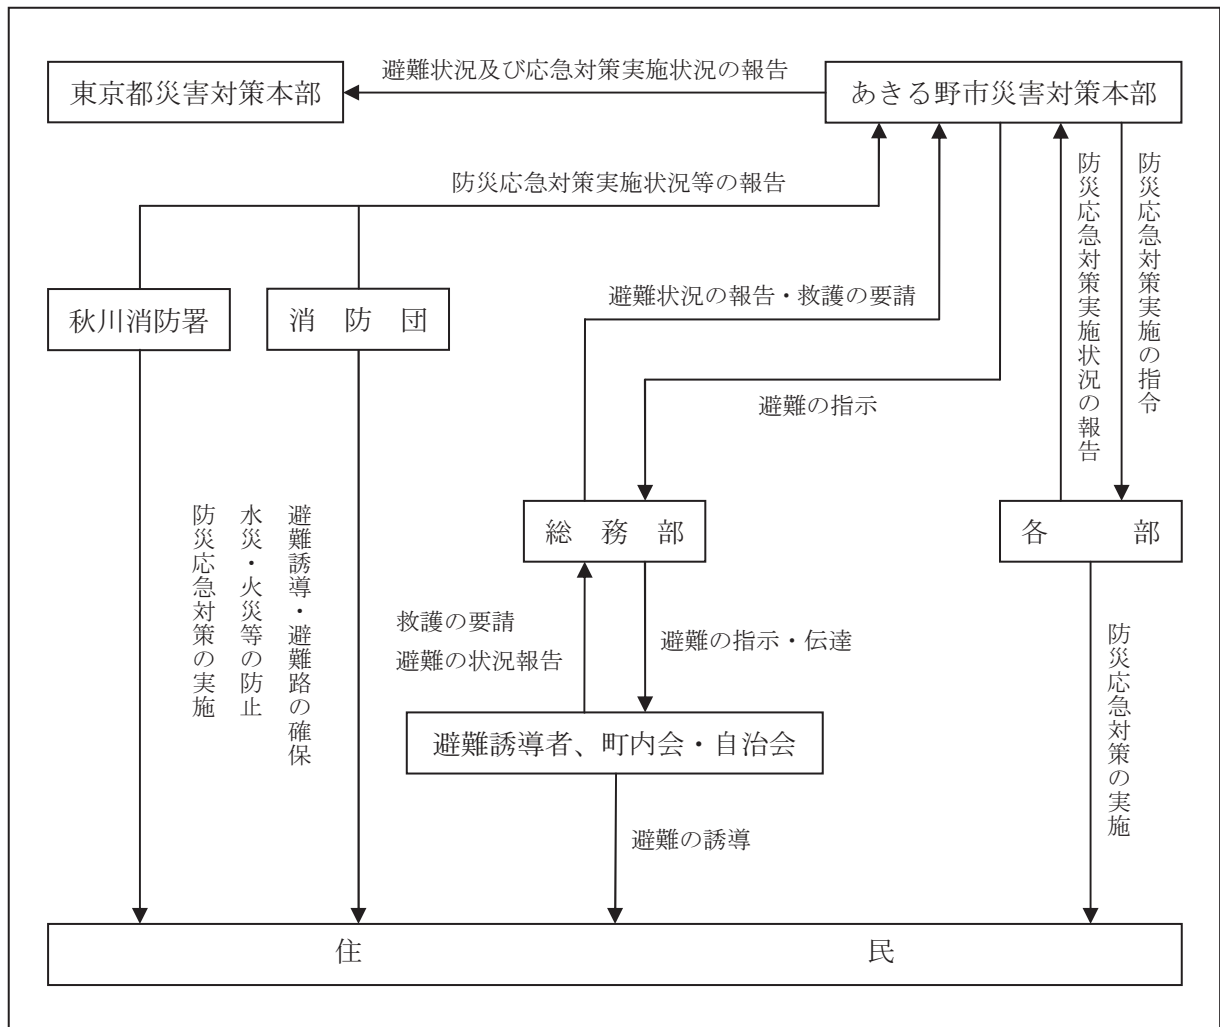 避難状況及び応急対策実施状況の報告
東京都災害対策本部
あきる野市災害対策本部
防災応急対策実施状況等の報告
防災応急対策実施状況の報告
防災応急対策実施の指令
避難状況の報告・救護の要請
秋川消防署
消　防　団
避難の指示
総　務　部
各　　　部
避難誘導・避難路の確保
水災・火災等の防止
防災応急対策の実施
救護の要請
避難の状況報告
避難の指示・伝達
防災応急対策の実施
避難誘導者、町内会・自治会
避難の誘導
住　　　民